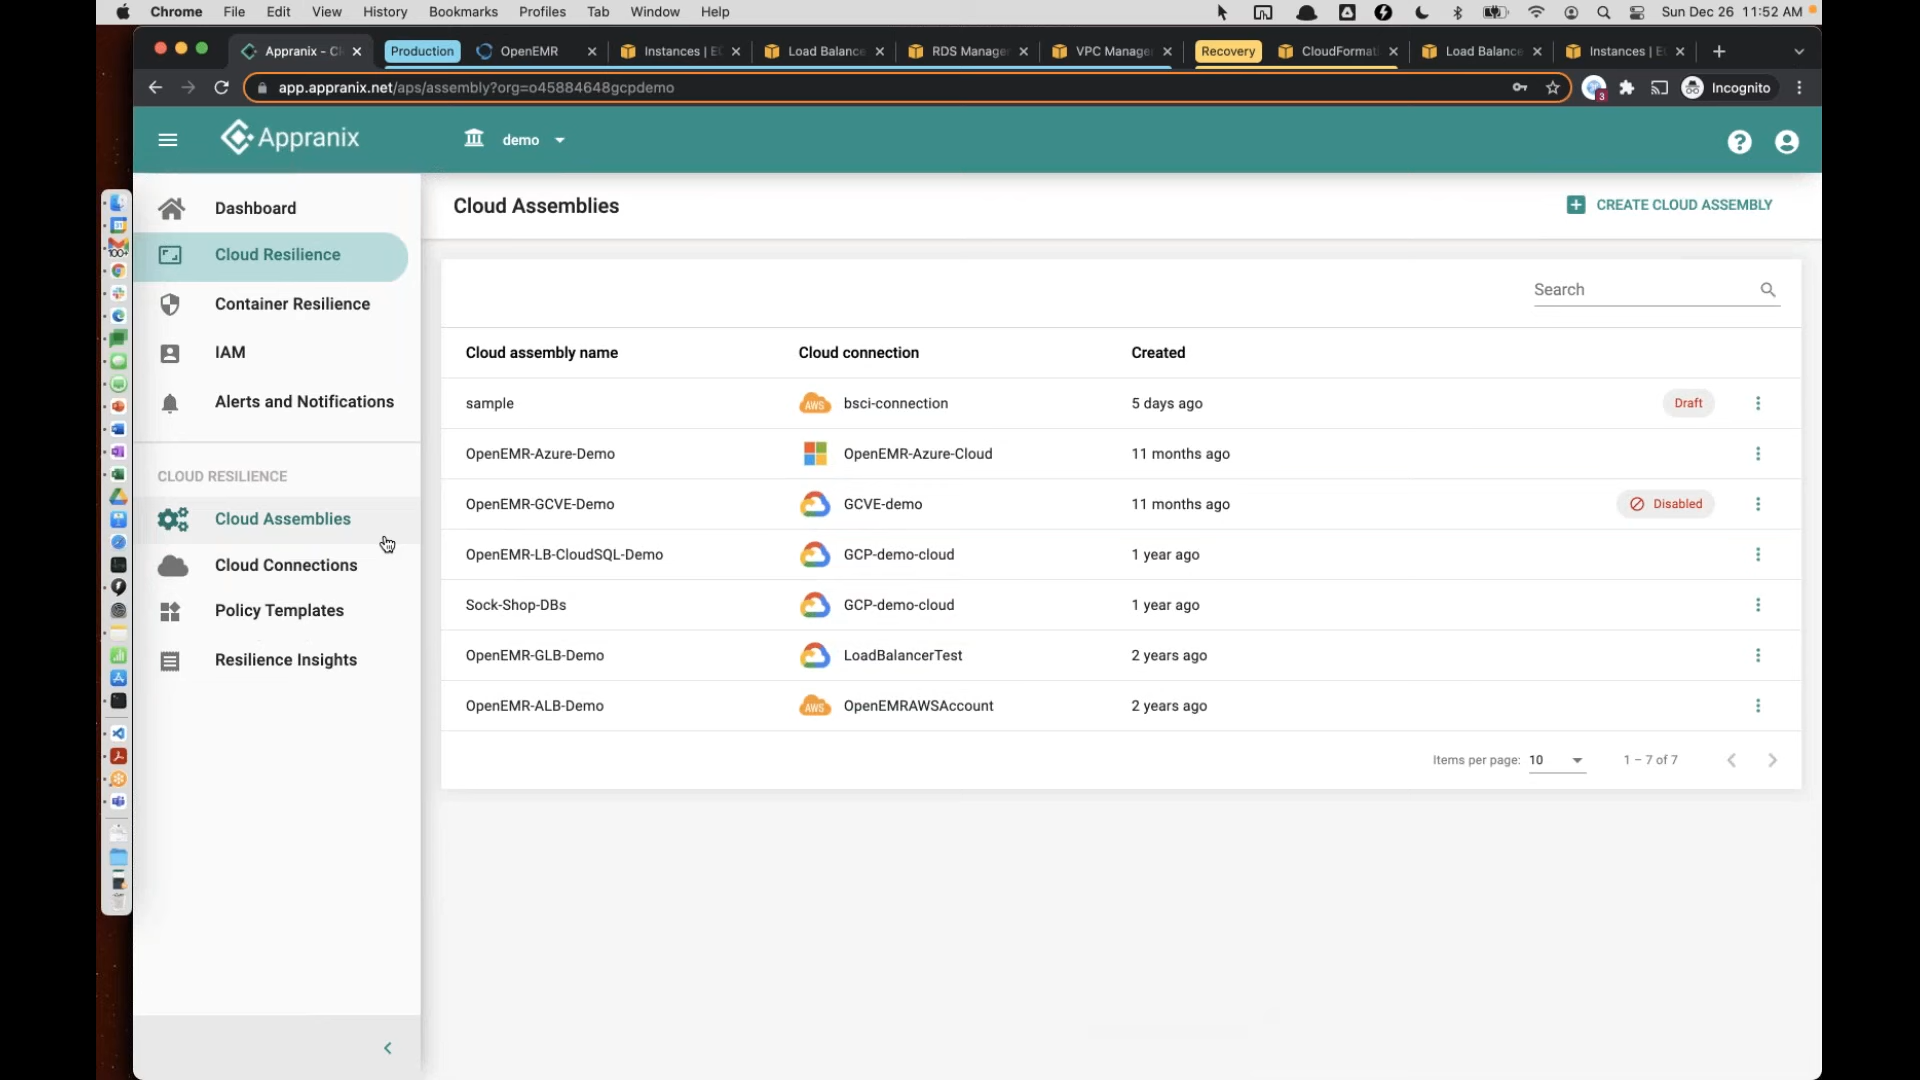 Chrome File Edit View History Bookmarks Profiles Tab Window Help Sun Dec 26 11:52 AM
Appranix - Cl Production OpenEMR Instances | E Load Balance RDS Manage VPC Manage Recovery CloudFormat Load Balance Instances | E
app.appranix.net/aps/assembly?org=o45884648gcpdemo 3 Incognito
Appranix demo
Dashboard
Cloud Resilience
Container Resilience
IAM
Alerts and Notifications
CLOUD RESILIENCE
Cloud Assemblies
Cloud Connections
Policy Templates
Resilience Insights
Cloud Assemblies CREATE CLOUD ASSEMBLY
Search
Cloud assembly name Cloud connection Created
sample AWS bsci-connection 5 days ago Draft
OpenEMR-Azure-Demo OpenEMR-Azure-Cloud 11 months ago
OpenEMR-GCVE-Demo GCVE-demo 11 months ago Disabled
OpenEMR-LB-CloudSQL-Demo GCP-demo-cloud 1 year ago
Sock-Shop-DBs GCP-demo-cloud 1 year ago
OpenEMR-GLB-Demo LoadBalancerTest 2 years ago
OpenEMR-ALB-Demo AWS OpenEMRAWSAccount 2 years ago
Items per page: 10 1 – 7 of 7
100+